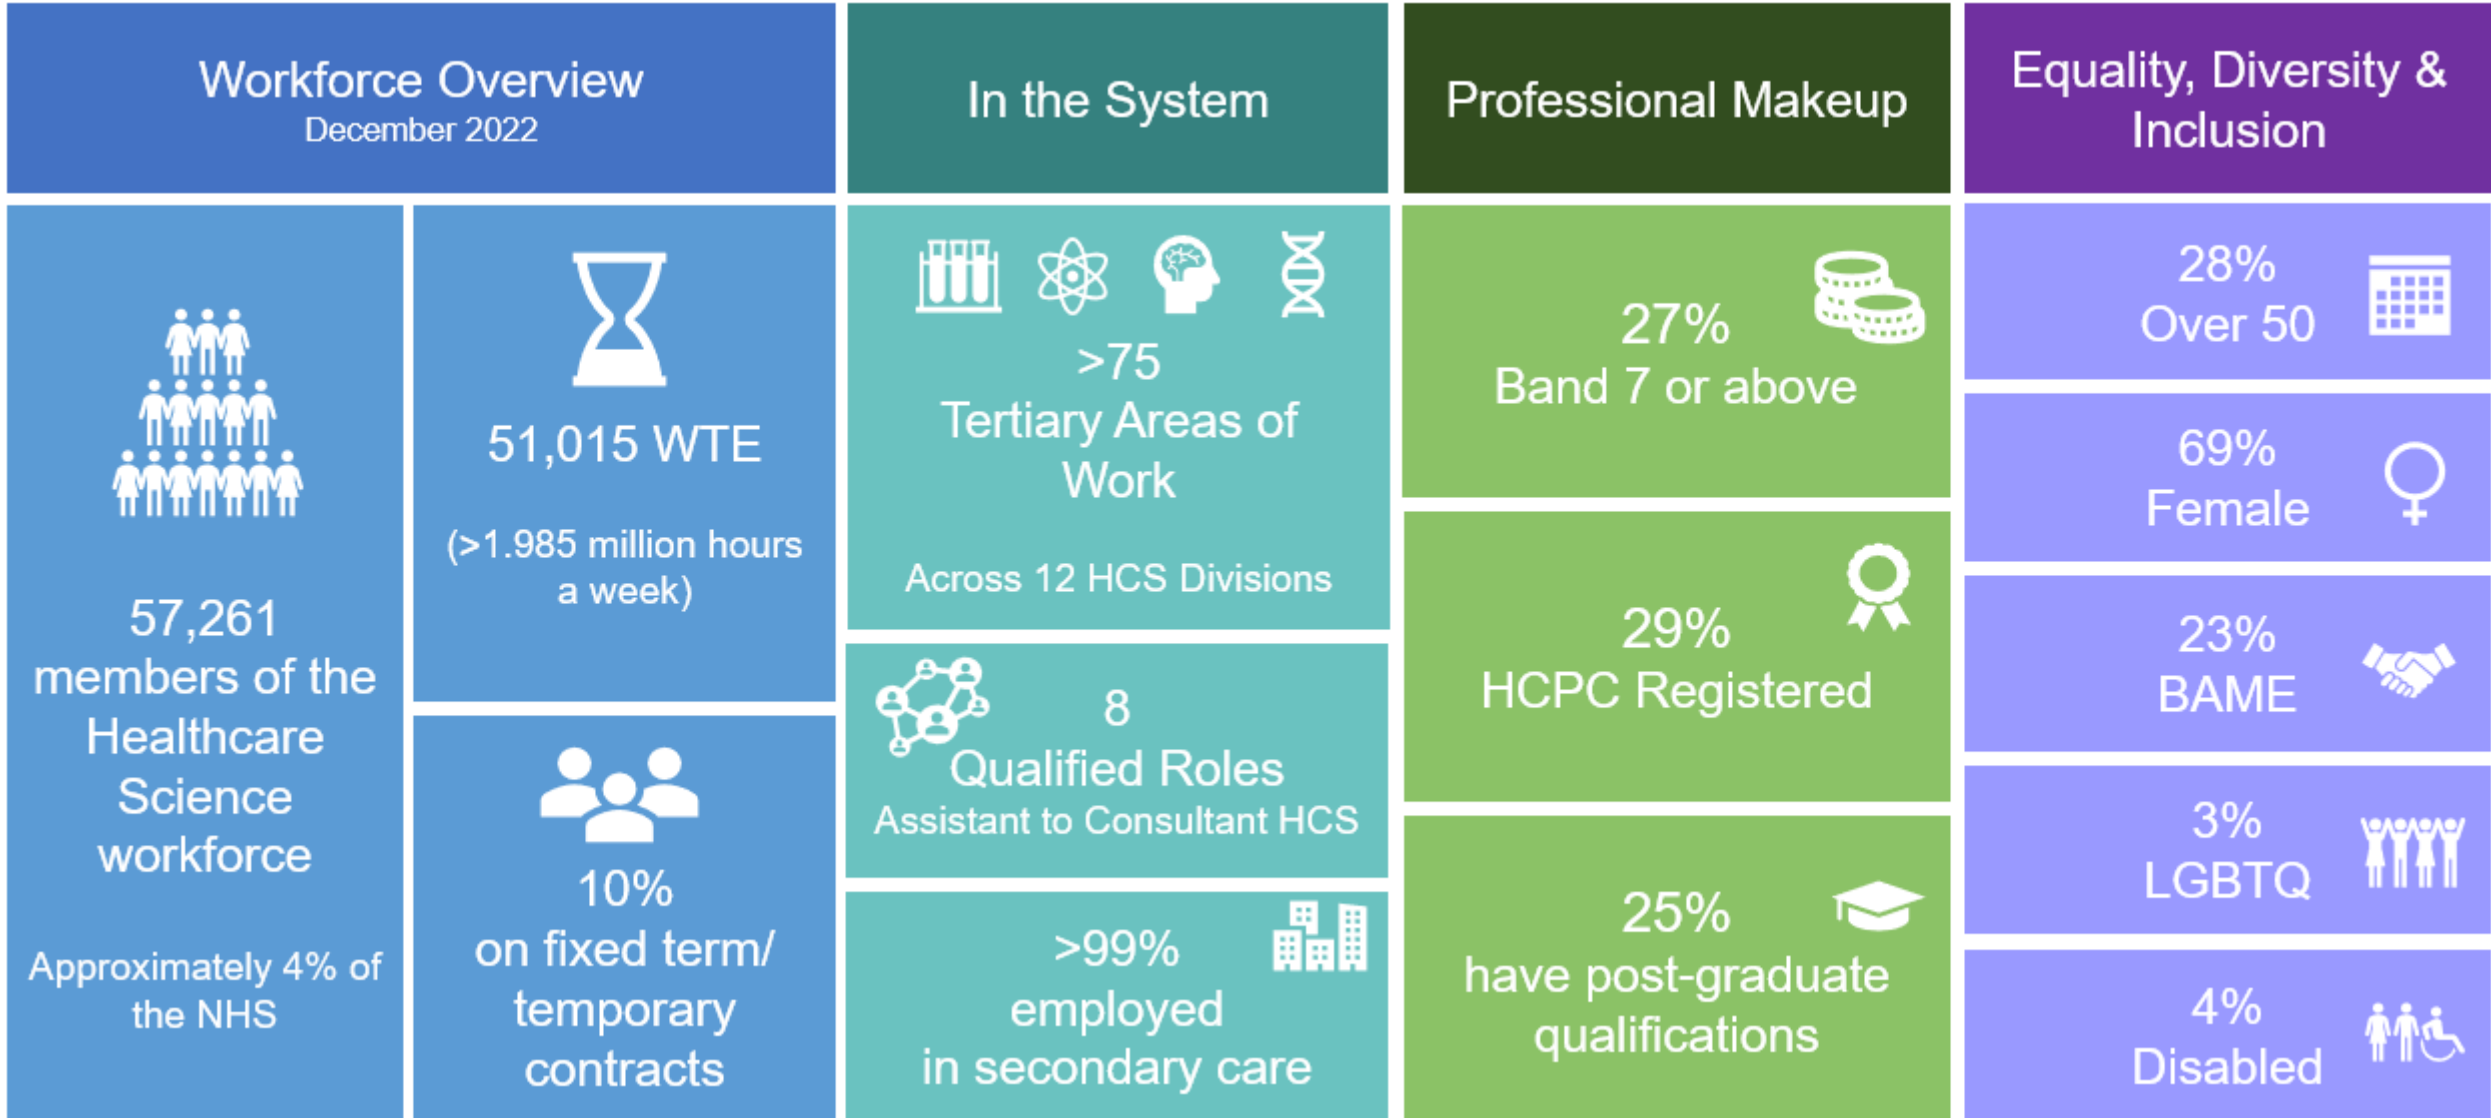 Workforce Overview
December 2022
57,261
members of the
Healthcare
Science
workforce
Approximately 4% of
the NHS
51,015 WTE
(>1.985 million hours
a week)
10%
on fixed term/
temporary
contracts
In the System
>75
Tertiary Areas of
Work
Across 12 HCS Divisions
8
Qualified Roles
Assistant to Consultant HCS
>99%
employed
in secondary care
Professional Makeup
27%
Band 7 or above
29%
HCPC Registered
25%
have post-graduate
qualifications
Equality, Diversity &
Inclusion
28%
Over 50
69%
Female
23%
BAME
3%
LGBTQ
4%
Disabled